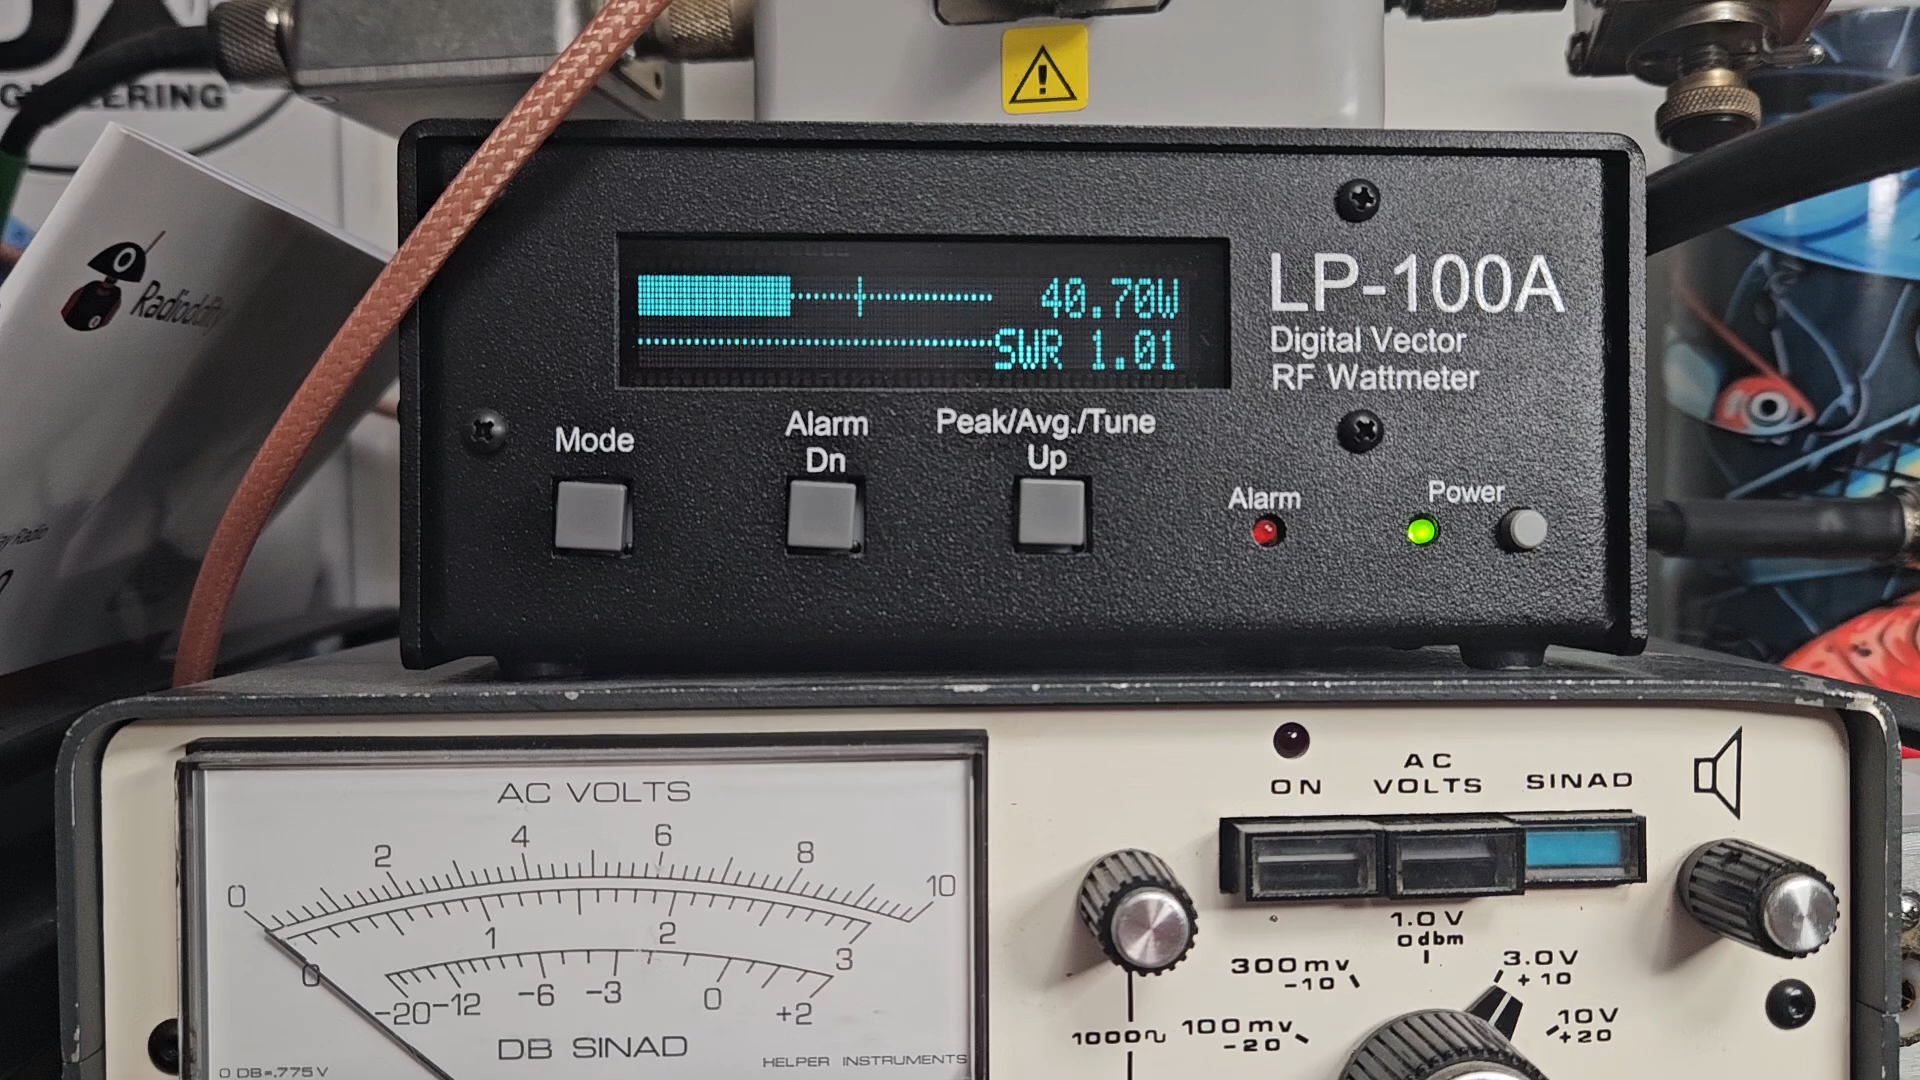 GINEERING
Radioddity
40.70W
SWR 1.01
LP-100A
Digital Vector
RF Wattmeter
Mode
Alarm
Dn
Peak/Avg./Tune
Up
Alarm
Power
AC VOLTS
0 2 4 6 8 10
0 1 2 3
-20 -12 -6 -3 0 +2
DB SINAD
0 DB=.775V
HELPER INSTRUMENTS
ON
AC
VOLTS
SINAD
1.0V
0dbm
300mv
-10
3.0V
+10
100mv
-20
10V
+20
1000